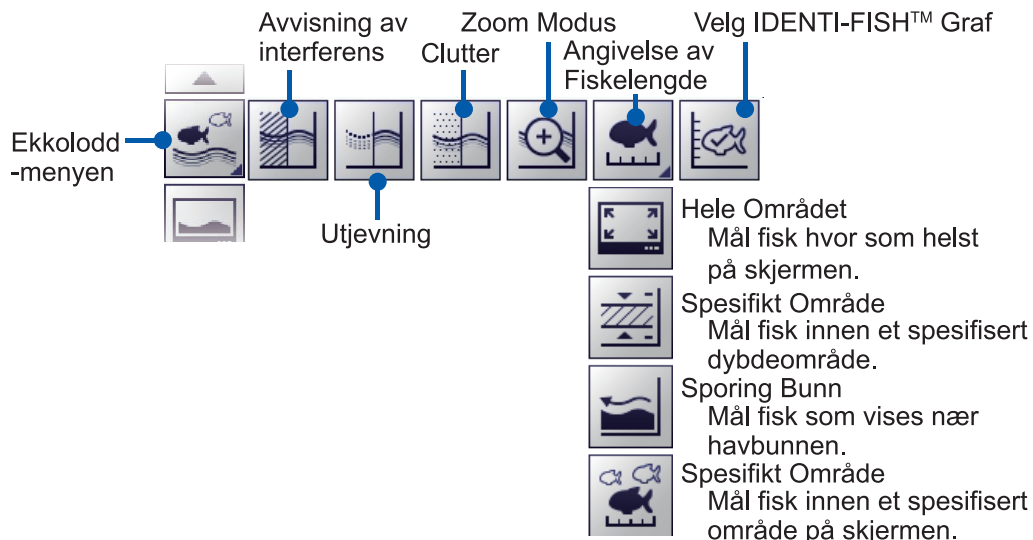 Avvisning av
interferens
Clutter
Zoom Modus
Angivelse av
Fiskelengde
Velg IDENTI-FISH™ Graf
Ekkolodd
-menyen
Utjevning
Hele Området
Mål fisk hvor som helst
på skjermen.
Spesifikt Område
Mål fisk innen et spesifisert
dybdeområde.
Sporing Bunn
Mål fisk som vises nær
havbunnen.
Spesifikt Område
Mål fisk innen et spesifisert
område på skjermen.